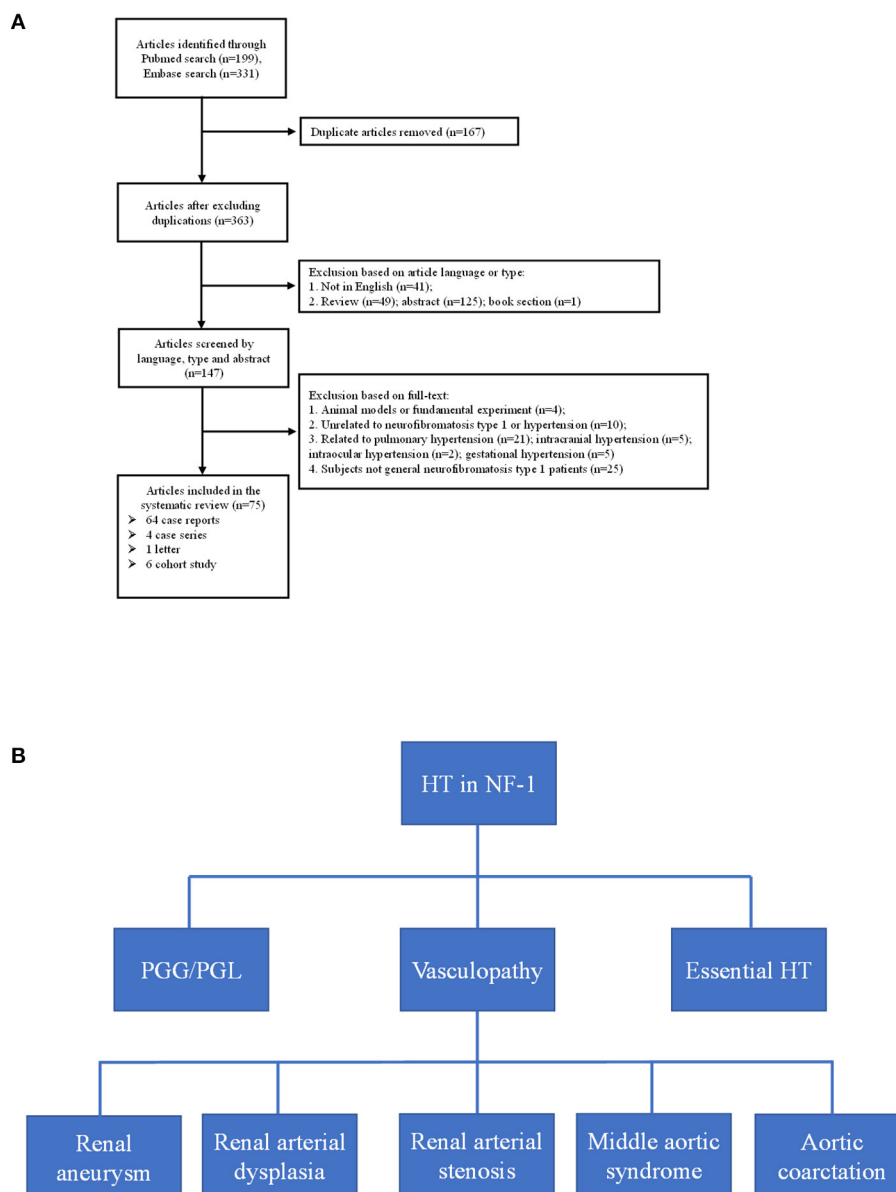 A
Articles identified through
Pubmed search (n=199),
Embase search (n=331)
Duplicate articles removed (n=167)
Articles after excluding
duplications (n=363)
Exclusion based on article language or type:
1. Not in English (n=41);
2. Review (n=49); abstract (n=125); book section (n=1)
Articles screened by
language, type and abstract
(n=147)
Exclusion based on full-text:
1. Animal models or fundamental experiment (n=4);
2. Unrelated to neurofibromatosis type 1 or hypertension (n=10);
3. Related to pulmonary hypertension (n=21); intracranial hypertension (n=5);
intraocular hypertension (n=2); gestational hypertension (n=5)
4. Subjects not general neurofibromatosis type 1 patients (n=25)
Articles included in the
systematic review (n=75)
➤ 64 case reports
➤ 4 case series
➤ 1 letter
➤ 6 cohort study
B
HT in NF-1
PGG/PGL
Vasculopathy
Essential HT
Renal
aneurysm
Renal arterial
dysplasia
Renal arterial
stenosis
Middle aortic
syndrome
Aortic
coarctation